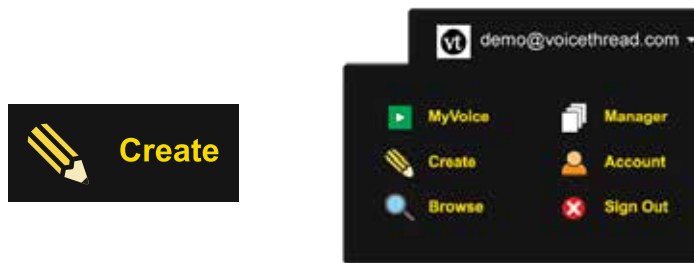 Create
vt demo@voicethread.com
MyVoice Manager
Create Account
Browse Sign Out